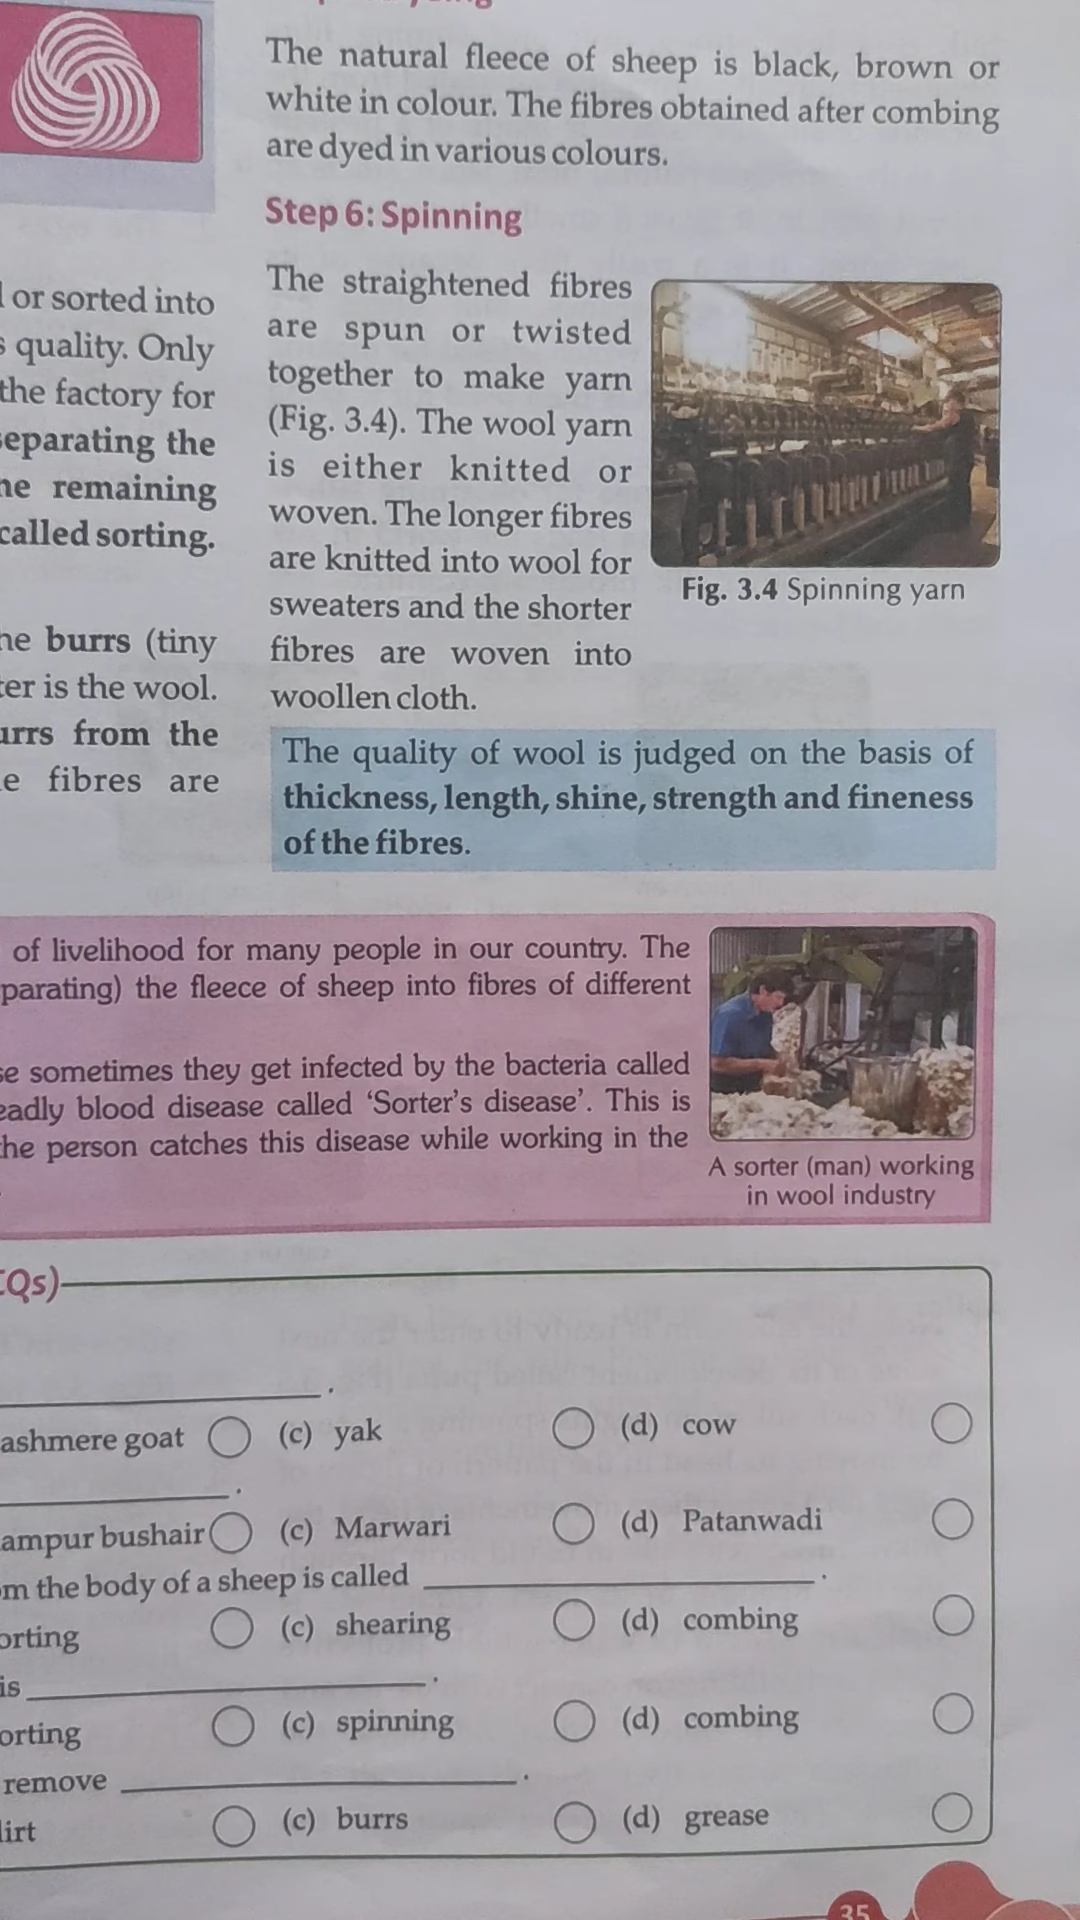 The natural fleece of sheep is black, brown or
white in colour. The fibres obtained after combing
are dyed in various colours.
Step 6: Spinning
The straightened fibres
are spun or twisted
together to make yarn
(Fig. 3.4). The wool yarn
is either knitted or
woven. The longer fibres
are knitted into wool for
sweaters and the shorter
fibres are woven into
woollen cloth.
Fig. 3.4 Spinning yarn
The quality of wool is judged on the basis of
thickness, length, shine, strength and fineness
of the fibres.
or sorted into
quality. Only
the factory for
eparating the
remaining
called sorting.
burrs (tiny
is the wool.
from the
fibres are
of livelihood for many people in our country. The
parating) the fleece of sheep into fibres of different
sometimes they get infected by the bacteria called
eadly blood disease called ‘Sorter’s disease’. This is
he person catches this disease while working in the
A sorter (man) working
in wool industry
Qs)
ashmere goat (c) yak (d) cow
ampur bushair (c) Marwari (d) Patanwadi
m the body of a sheep is called ____.
orting (c) shearing (d) combing
is ____.
orting (c) spinning (d) combing
remove ____.
irt (c) burrs (d) grease
35